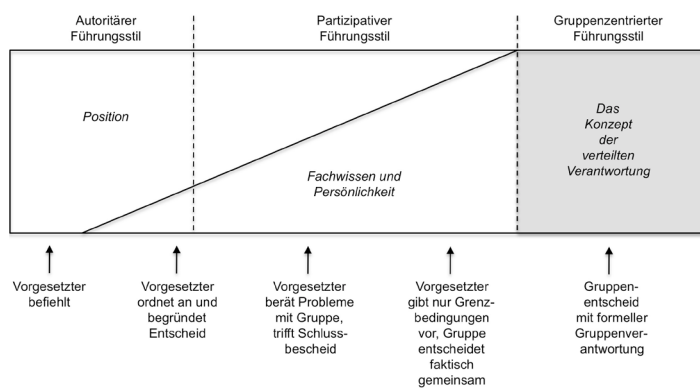 Autoritärer
Führungsstil
Partizipativer
Führungsstil
Gruppenzentrierter
Führungsstil
Position
Fachwissen und
Persönlichkeit
Das
Konzept
der
verteilten
Verantwortung
Vorgesetzter
befiehlt
Vorgesetzter
ordnet an und
begründet
Entscheid
Vorgesetzter
berät Probleme
mit Gruppe,
trifft Schluss-
bescheid
Vorgesetzter
gibt nur Grenz-
bedingungen
vor, Gruppe
entscheidet
faktisch
gemeinsam
Gruppen-
entscheid
mit formeller
Gruppenver-
antwortung